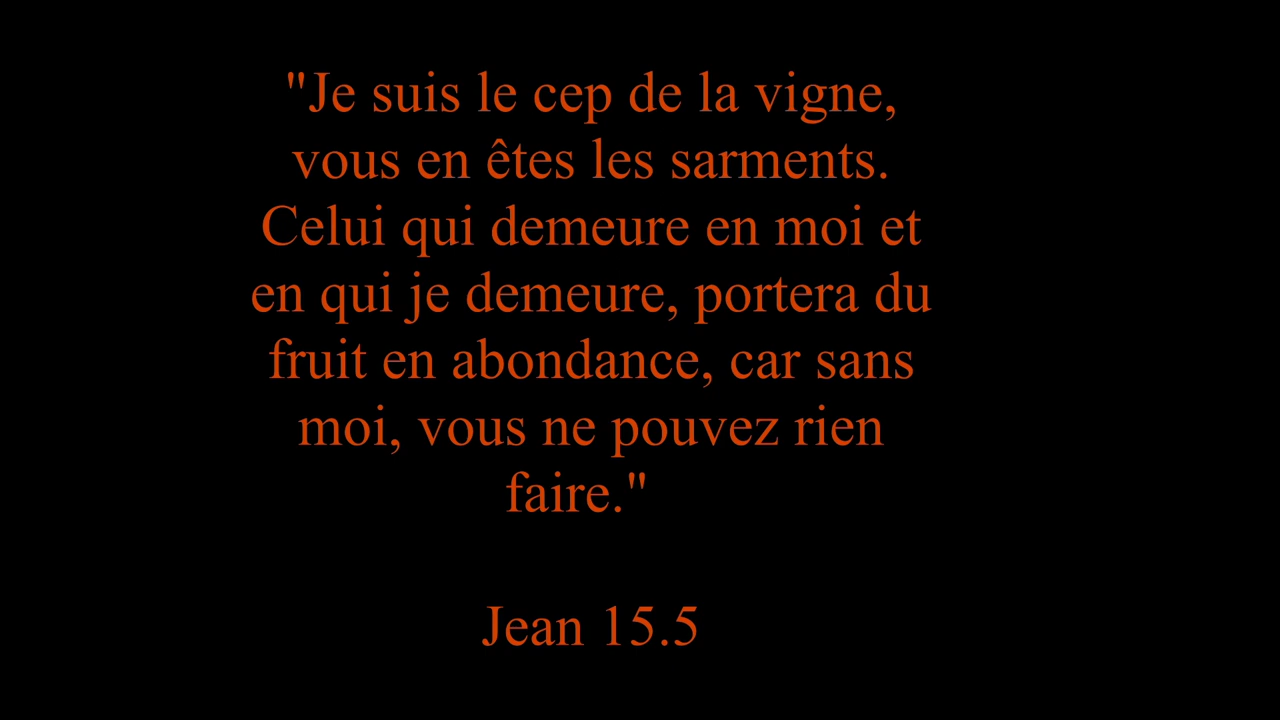 "Je suis le cep de la vigne,
vous en êtes les sarments.
Celui qui demeure en moi et
en qui je demeure, portera du
fruit en abondance, car sans
moi, vous ne pouvez rien
faire."
Jean 15.5